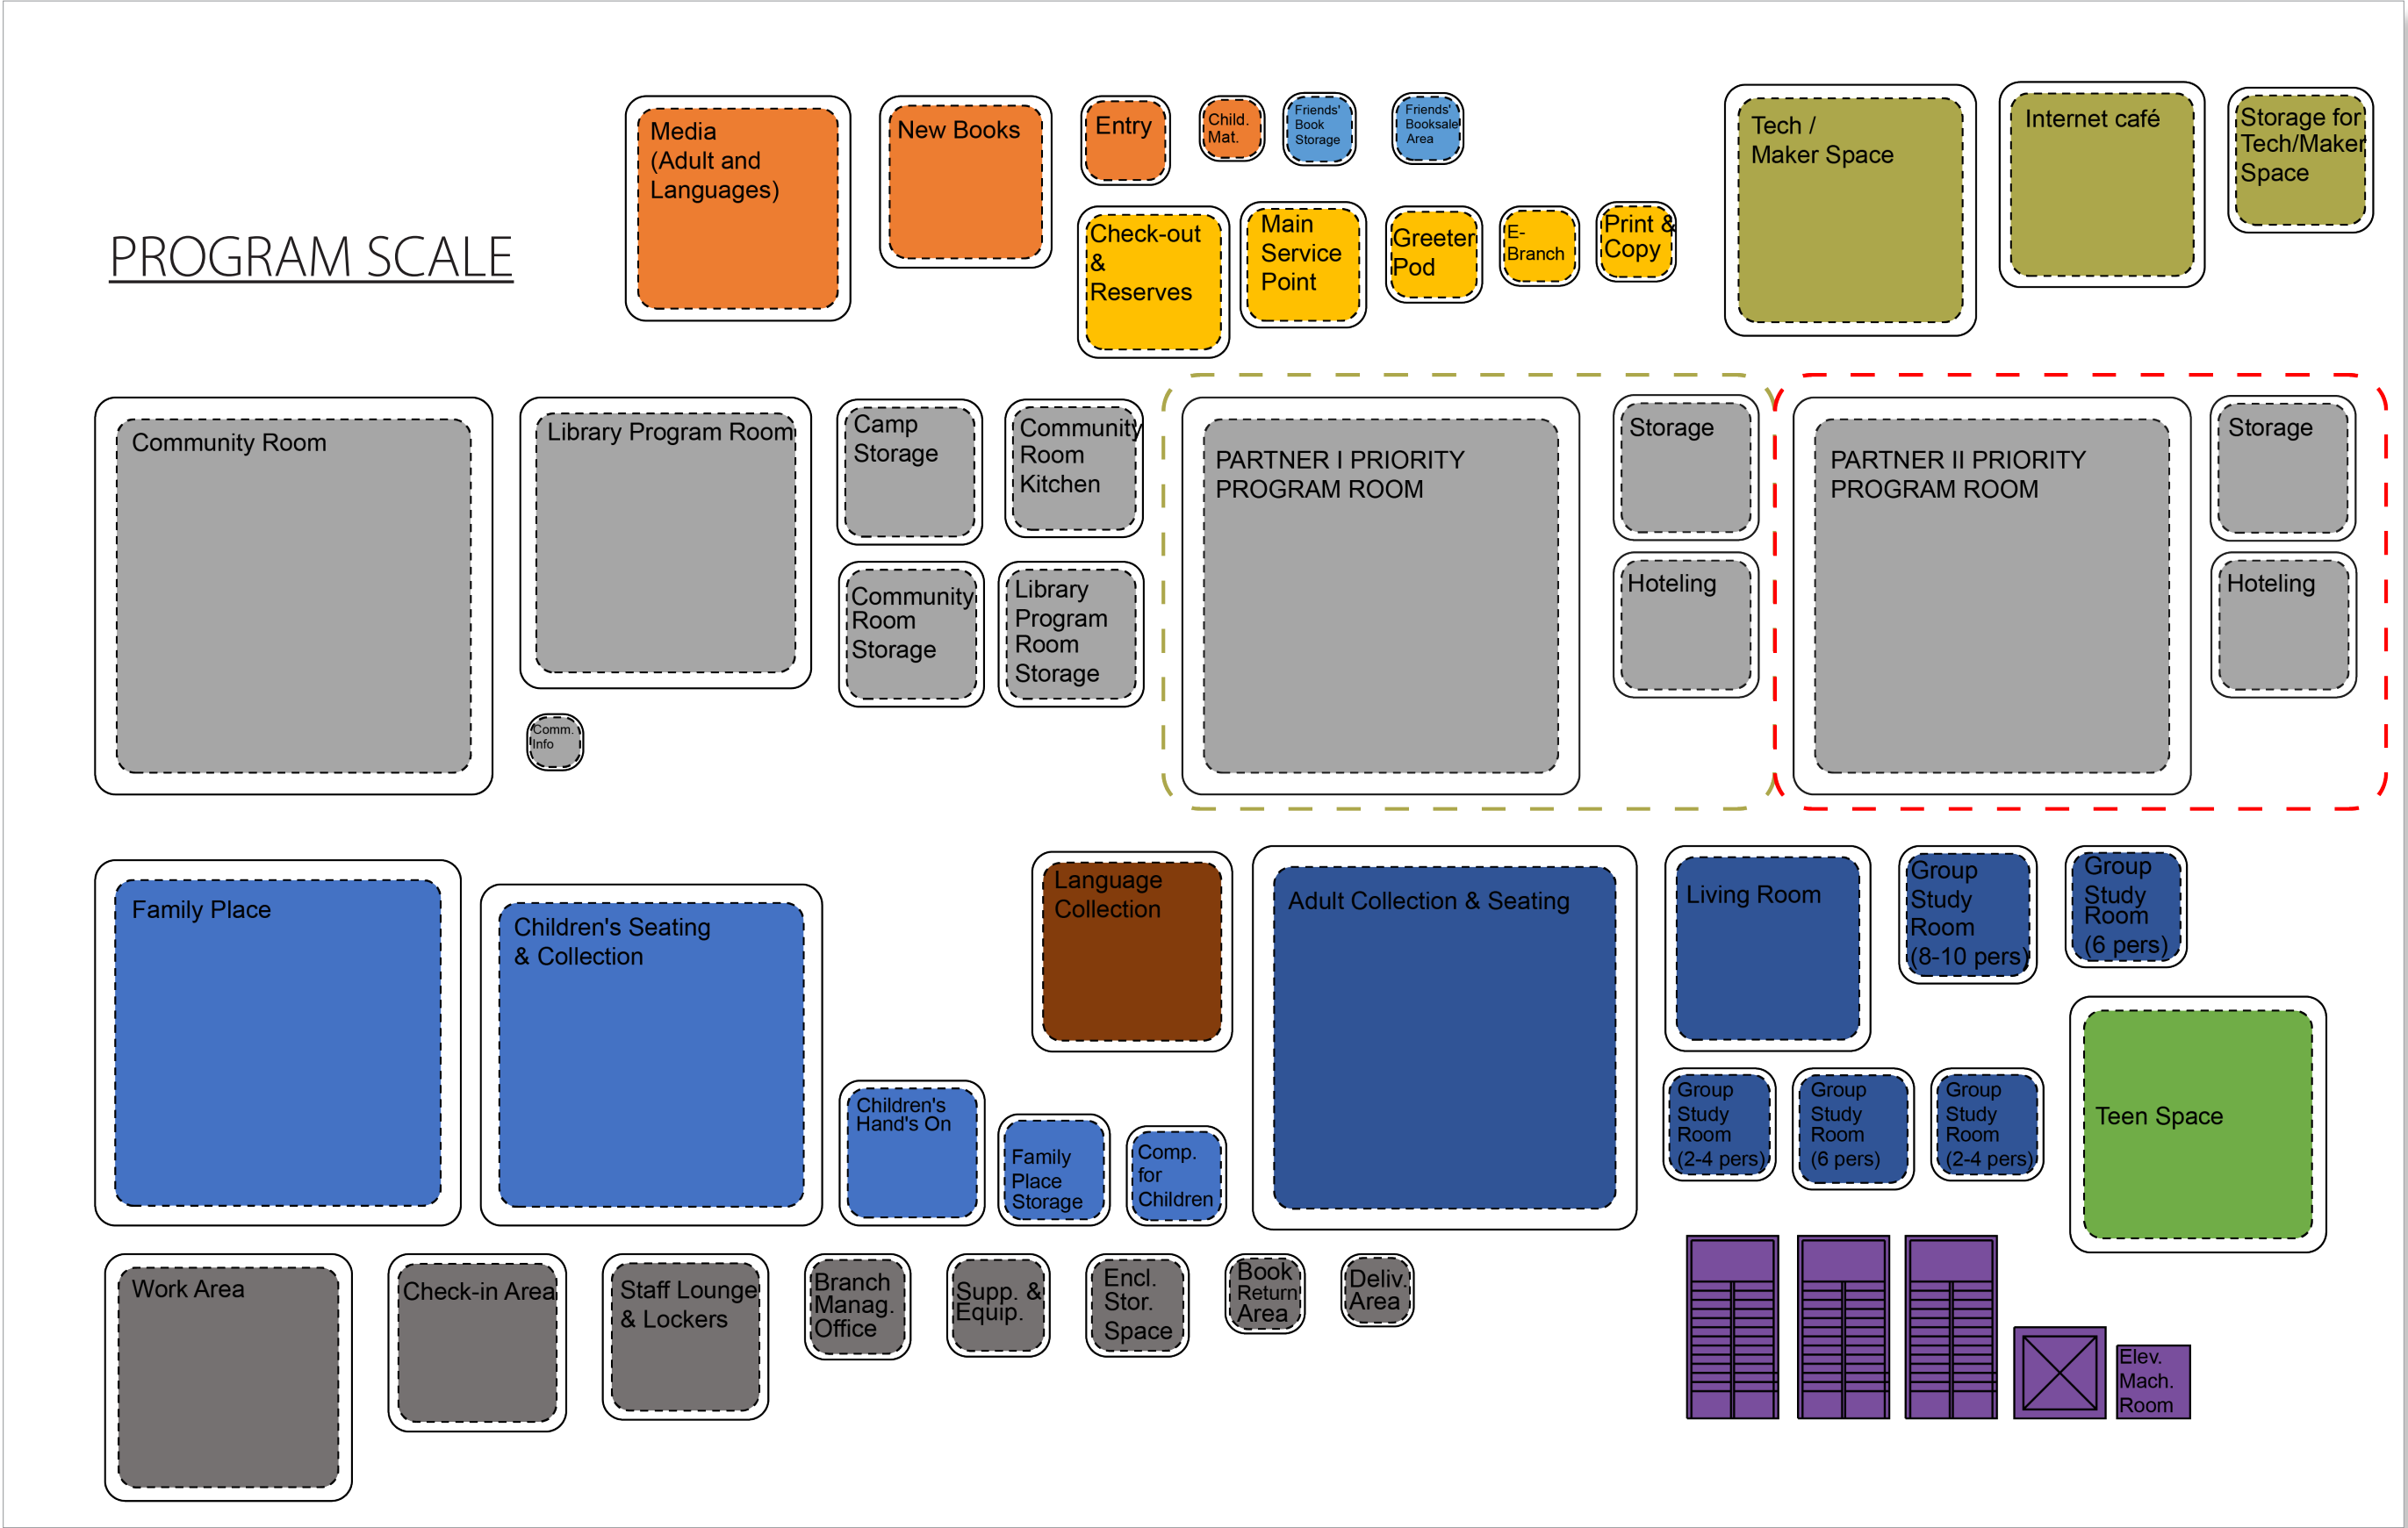 PROGRAM SCALE
Media
(Adult and
Languages)
New Books
Entry
Child.
Mat.
Friends'
Book
Storage
Friends'
Booksale
Area
Check-out
&
Reserves
Main
Service
Point
Greeter
Pod
E-
Branch
Print &
Copy
Tech /
Maker Space
Internet café
Storage for
Tech/Maker
Space
Community Room
Library Program Room
Comm.
Info
Camp
Storage
Community
Room
Kitchen
Community
Room
Storage
Library
Program
Room
Storage
PARTNER I PRIORITY
PROGRAM ROOM
Storage
Hoteling
PARTNER II PRIORITY
PROGRAM ROOM
Storage
Hoteling
Family Place
Children's Seating
& Collection
Children's
Hand's On
Family
Place
Storage
Comp.
for
Children
Language
Collection
Adult Collection & Seating
Living Room
Group
Study
Room
(8-10 pers)
Group
Study
Room
(6 pers)
Group
Study
Room
(2-4 pers)
Group
Study
Room
(6 pers)
Group
Study
Room
(2-4 pers)
Teen Space
Work Area
Check-in Area
Staff Lounge
& Lockers
Branch
Manag.
Office
Supp. &
Equip.
Encl.
Stor.
Space
Book
Return
Area
Deliv.
Area
Elev.
Mach.
Room